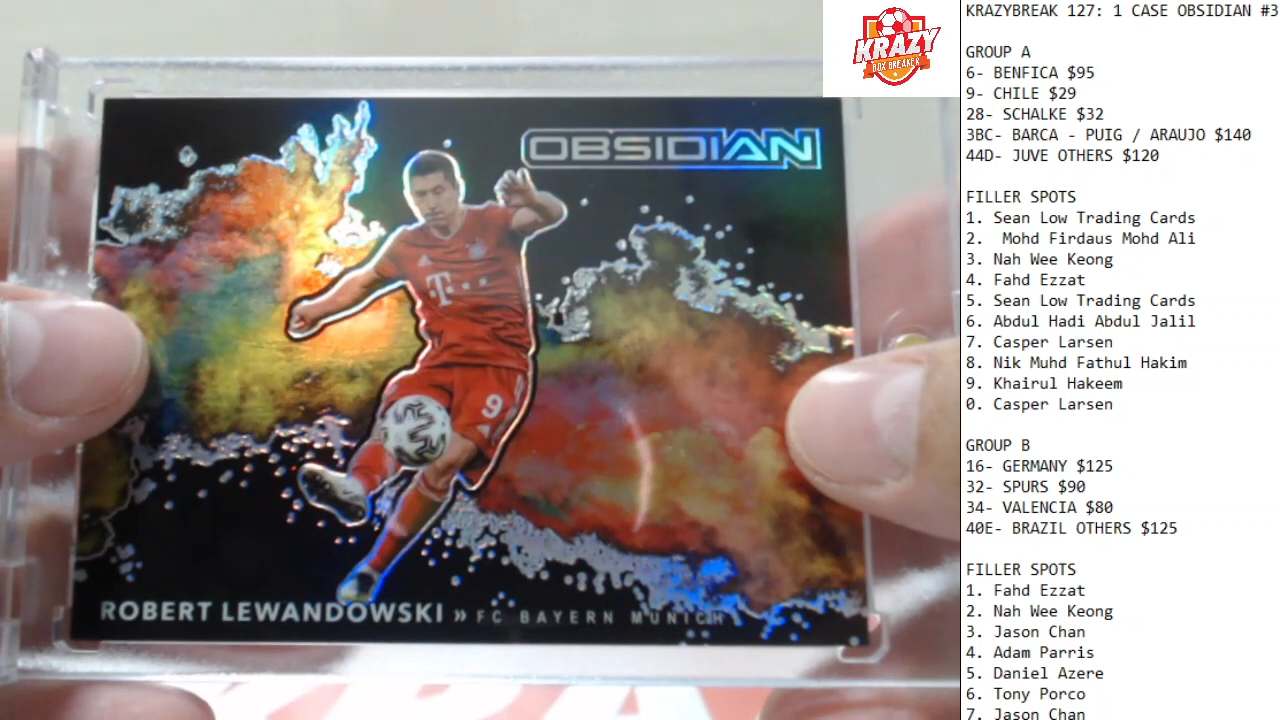 OBSIDIAN
T
9
ROBERT LEWANDOWSKI » FC BAYERN MUNICH
KRAZY
BOX BREAKER
KRAZYBREAK 127: 1 CASE OBSIDIAN #3
GROUP A
6- BENFICA $95
9- CHILE $29
28- SCHALKE $32
3BC- BARCA - PUIG / ARAUJO $140
44D- JUVE OTHERS $120
FILLER SPOTS
1. Sean Low Trading Cards
2.  Mohd Firdaus Mohd Ali
3. Nah Wee Keong
4. Fahd Ezzat
5. Sean Low Trading Cards
6. Abdul Hadi Abdul Jalil
7. Casper Larsen
8. Nik Muhd Fathul Hakim
9. Khairul Hakeem
0. Casper Larsen
GROUP B
16- GERMANY $125
32- SPURS $90
34- VALENCIA $80
40E- BRAZIL OTHERS $125
FILLER SPOTS
1. Fahd Ezzat
2. Nah Wee Keong
3. Jason Chan
4. Adam Parris
5. Daniel Azere
6. Tony Porco
7. Jason Chan